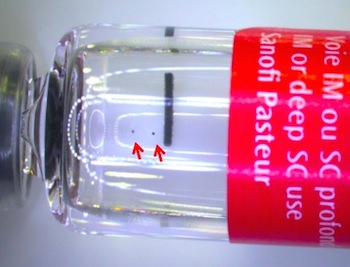 Voie IM ou SC profon
IM or deep SC use
Sanofi Pasteur